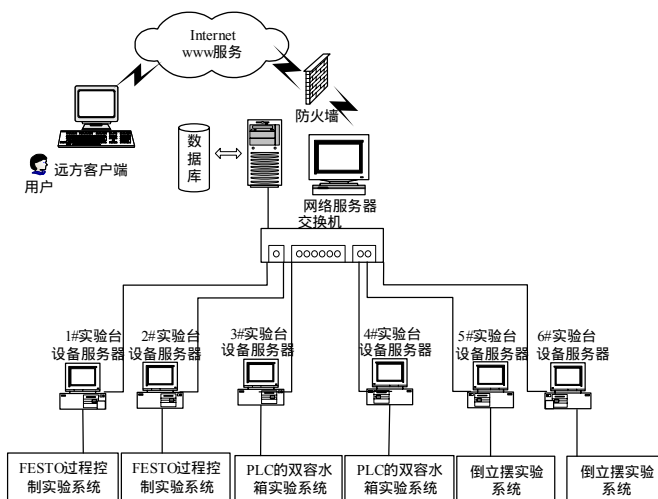 Internet
www服务
防火墙
数
据
库
远方客户端
用户
网络服务器
交换机
1#实验台
设备服务器
2#实验台
设备服务器
3#实验台
设备服务器
4#实验台
设备服务器
5#实验台
设备服务器
6#实验台
设备服务器
FESTO过程控
制实验系统
FESTO过程控
制实验系统
PLC的双容水
箱实验系统
PLC的双容水
箱实验系统
倒立摆实验
系统
倒立摆实验
系统